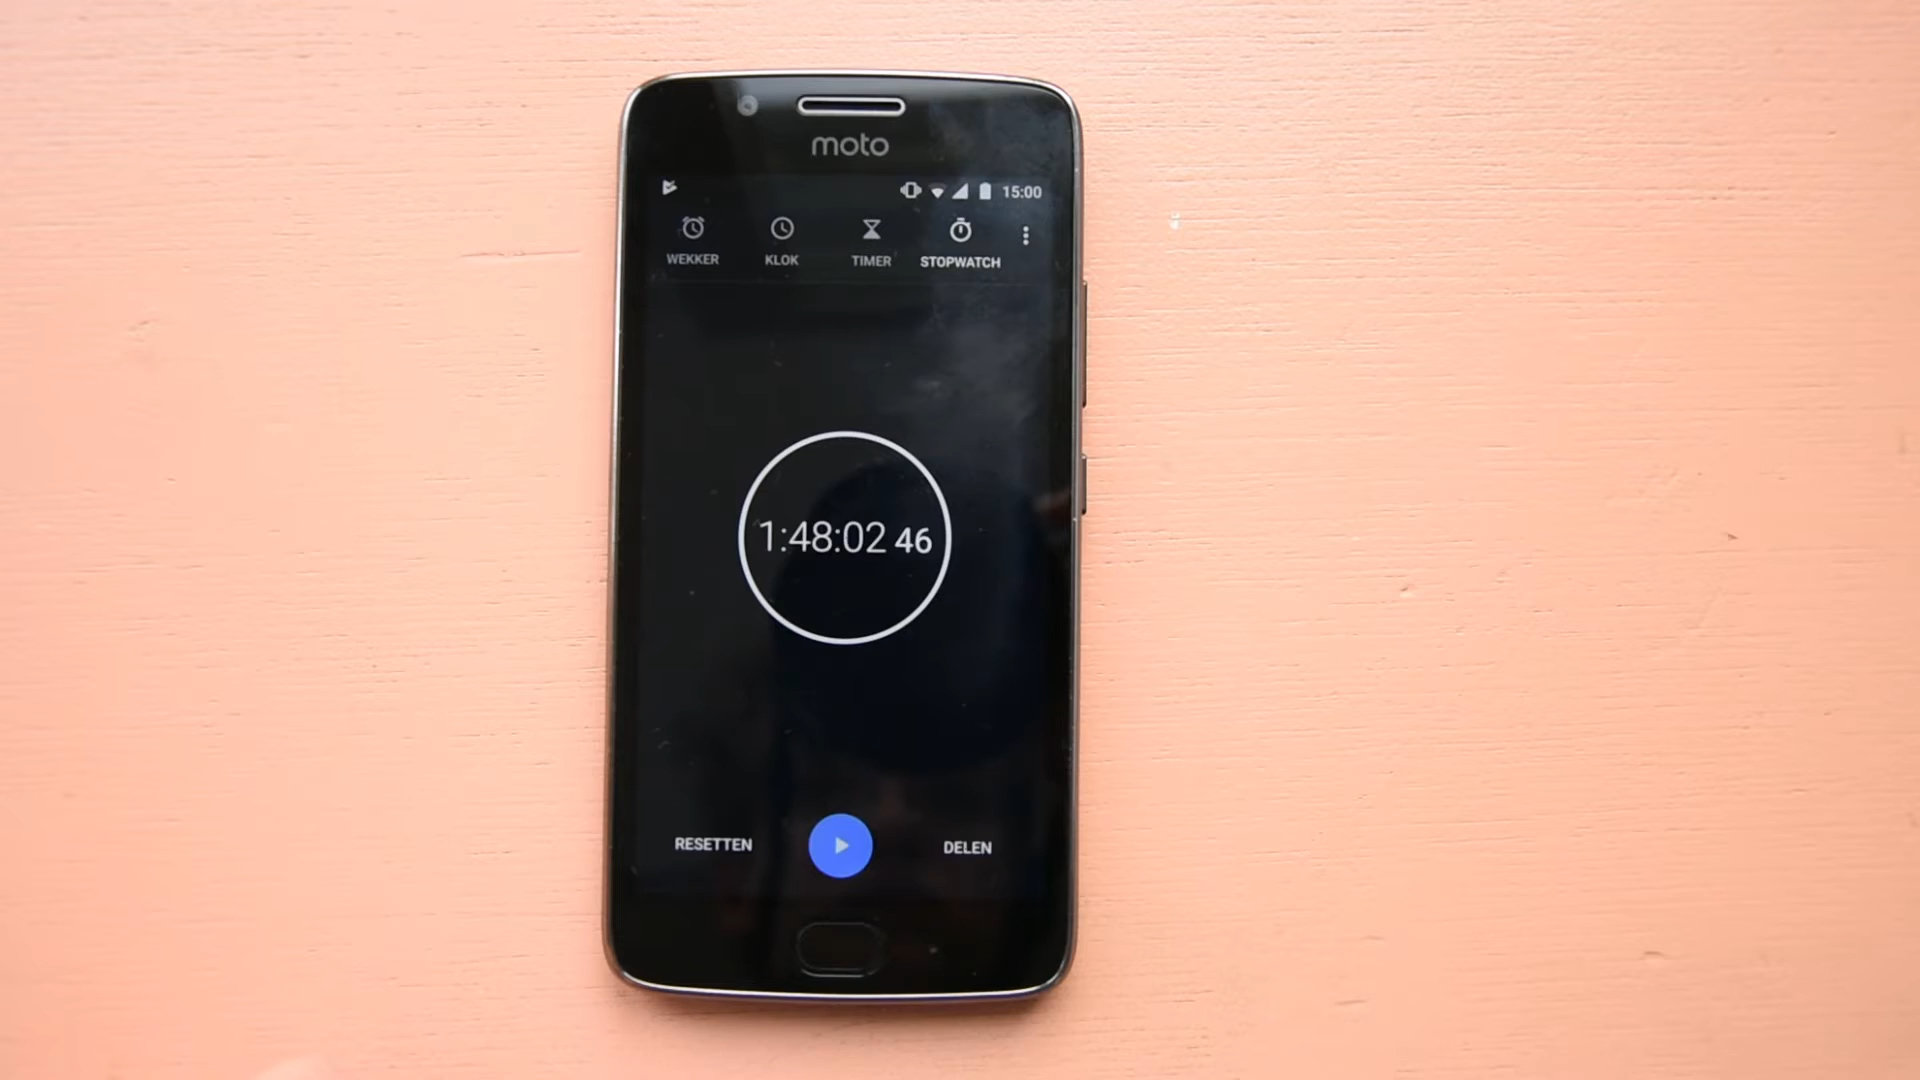 moto
15:00
WEKKER KLOK TIMER STOPWATCH
1:48:02 46
RESETTEN DELEN